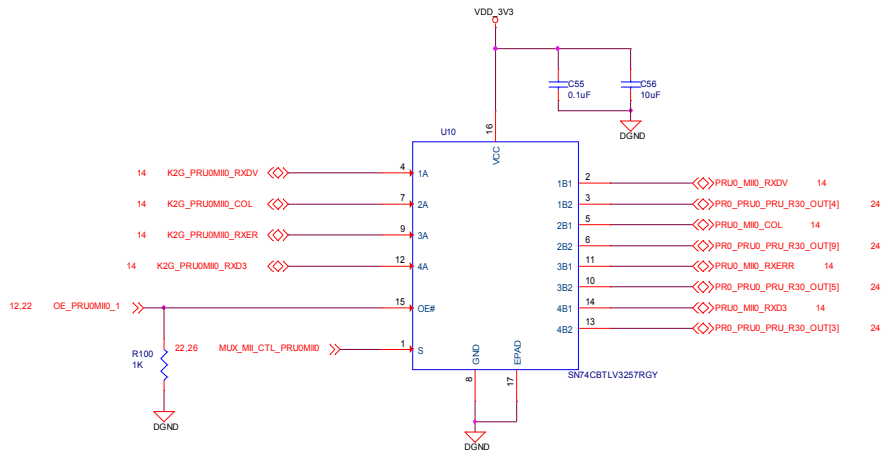 VDD_3V3
C55
0.1uF
C56
10uF
DGND
U10
16
VCC
14 K2G_PRU0MII0_RXDV 4 1A
14 K2G_PRU0MII0_COL 7 2A
14 K2G_PRU0MII0_RXER 9 3A
14 K2G_PRU0MII0_RXD3 12 4A
12,22 OE_PRU0MII0_1 15 OE#
R100
1K
22,26 MUX_MII_CTL_PRU0MII0 1 S
DGND
1B1 2 PRU0_MII0_RXDV 14
1B2 3 PR0_PRU0_PRU_R30_OUT[4] 24
2B1 5 PRU0_MII0_COL 14
2B2 6 PR0_PRU0_PRU_R30_OUT[9] 24
3B1 11 PRU0_MII0_RXERR 14
3B2 10 PR0_PRU0_PRU_R30_OUT[5] 24
4B1 14 PRU0_MII0_RXD3 14
4B2 13 PR0_PRU0_PRU_R30_OUT[3] 24
GND
EPAD
8
17
SN74CBTLV3257RGY
DGND